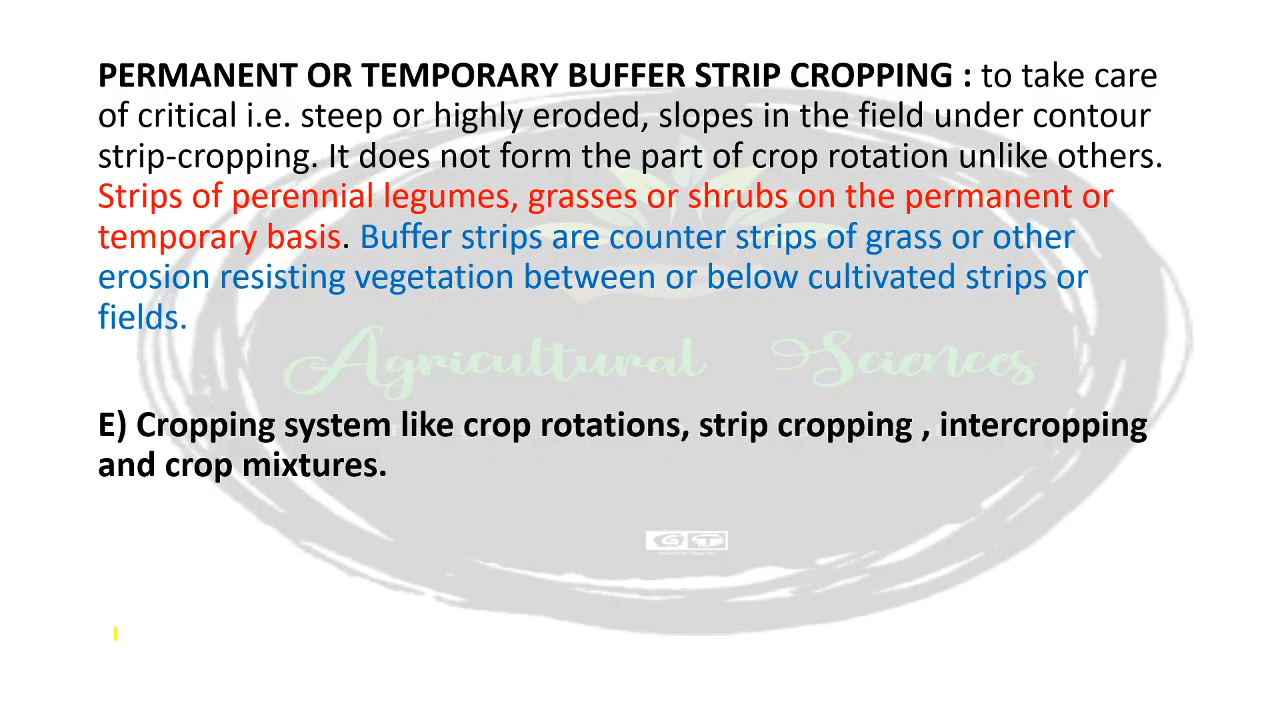 PERMANENT OR TEMPORARY BUFFER STRIP CROPPING : to take care
of critical i.e. steep or highly eroded, slopes in the field under contour
strip-cropping. It does not form the part of crop rotation unlike others.
Strips of perennial legumes, grasses or shrubs on the permanent or
temporary basis. Buffer strips are counter strips of grass or other
erosion resisting vegetation between or below cultivated strips or
fields.
Agricultural Sciences
E) Cropping system like crop rotations, strip cropping , intercropping
and crop mixtures.
GT